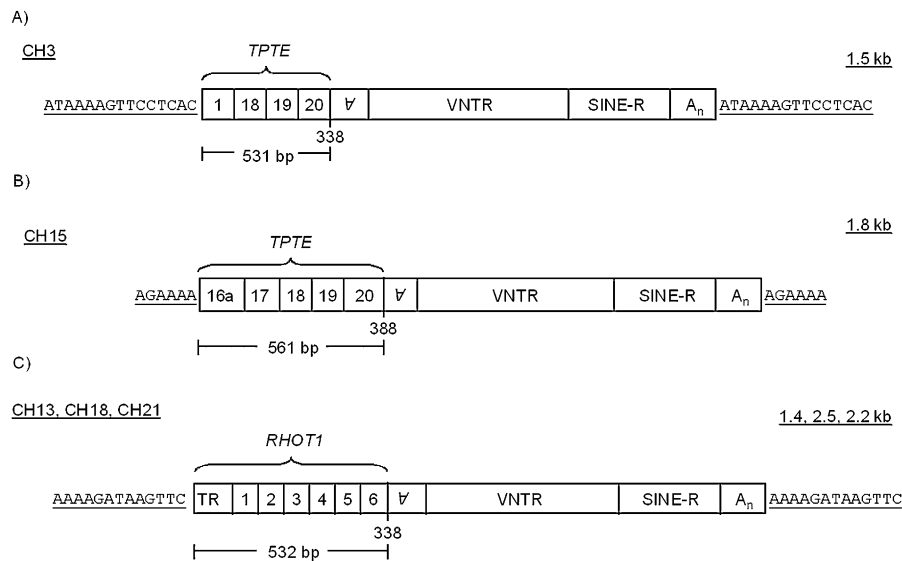 A)
CH3
TPTE
1.5 kb
ATAAAAGTTCCTCAC 1 18 19 20 ∀ VNTR SINE-R An ATAAAAGTTCCTCAC
338
531 bp
B)
CH15
TPTE
1.8 kb
AGAAAA 16a 17 18 19 20 ∀ VNTR SINE-R An AGAAAA
388
561 bp
C)
CH13, CH18, CH21
1.4, 2.5, 2.2 kb
RHOT1
AAAAGATAAGTTC TR 1 2 3 4 5 6 ∀ VNTR SINE-R An AAAAGATAAGTTC
338
532 bp